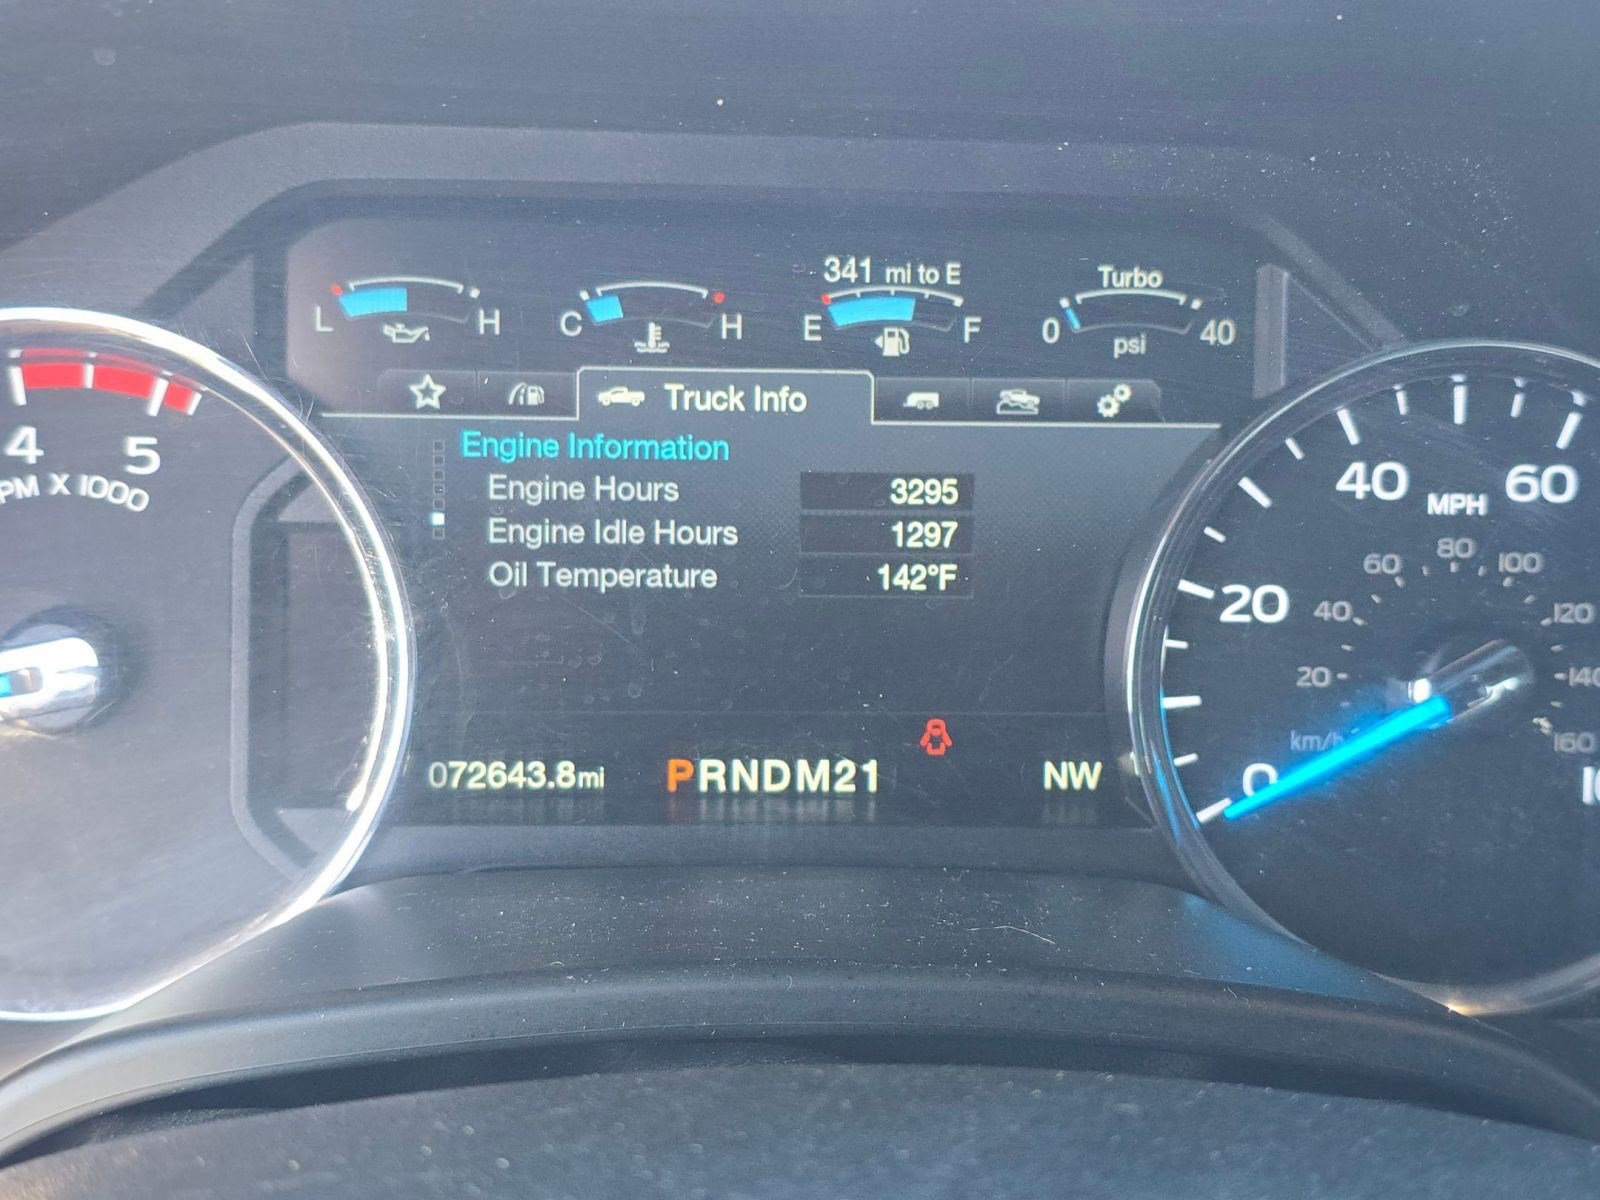 341 mi to E
Turbo
L H
C H
E F
0 40
psi
Truck Info
Engine Information
Engine Hours 3295
Engine Idle Hours 1297
Oil Temperature 142°F
072643.8mi
PRNDM21
NW
4 5
PM X 1000
0 20 40 60
MPH
km/h
20 40 60 80 100 120 140 160